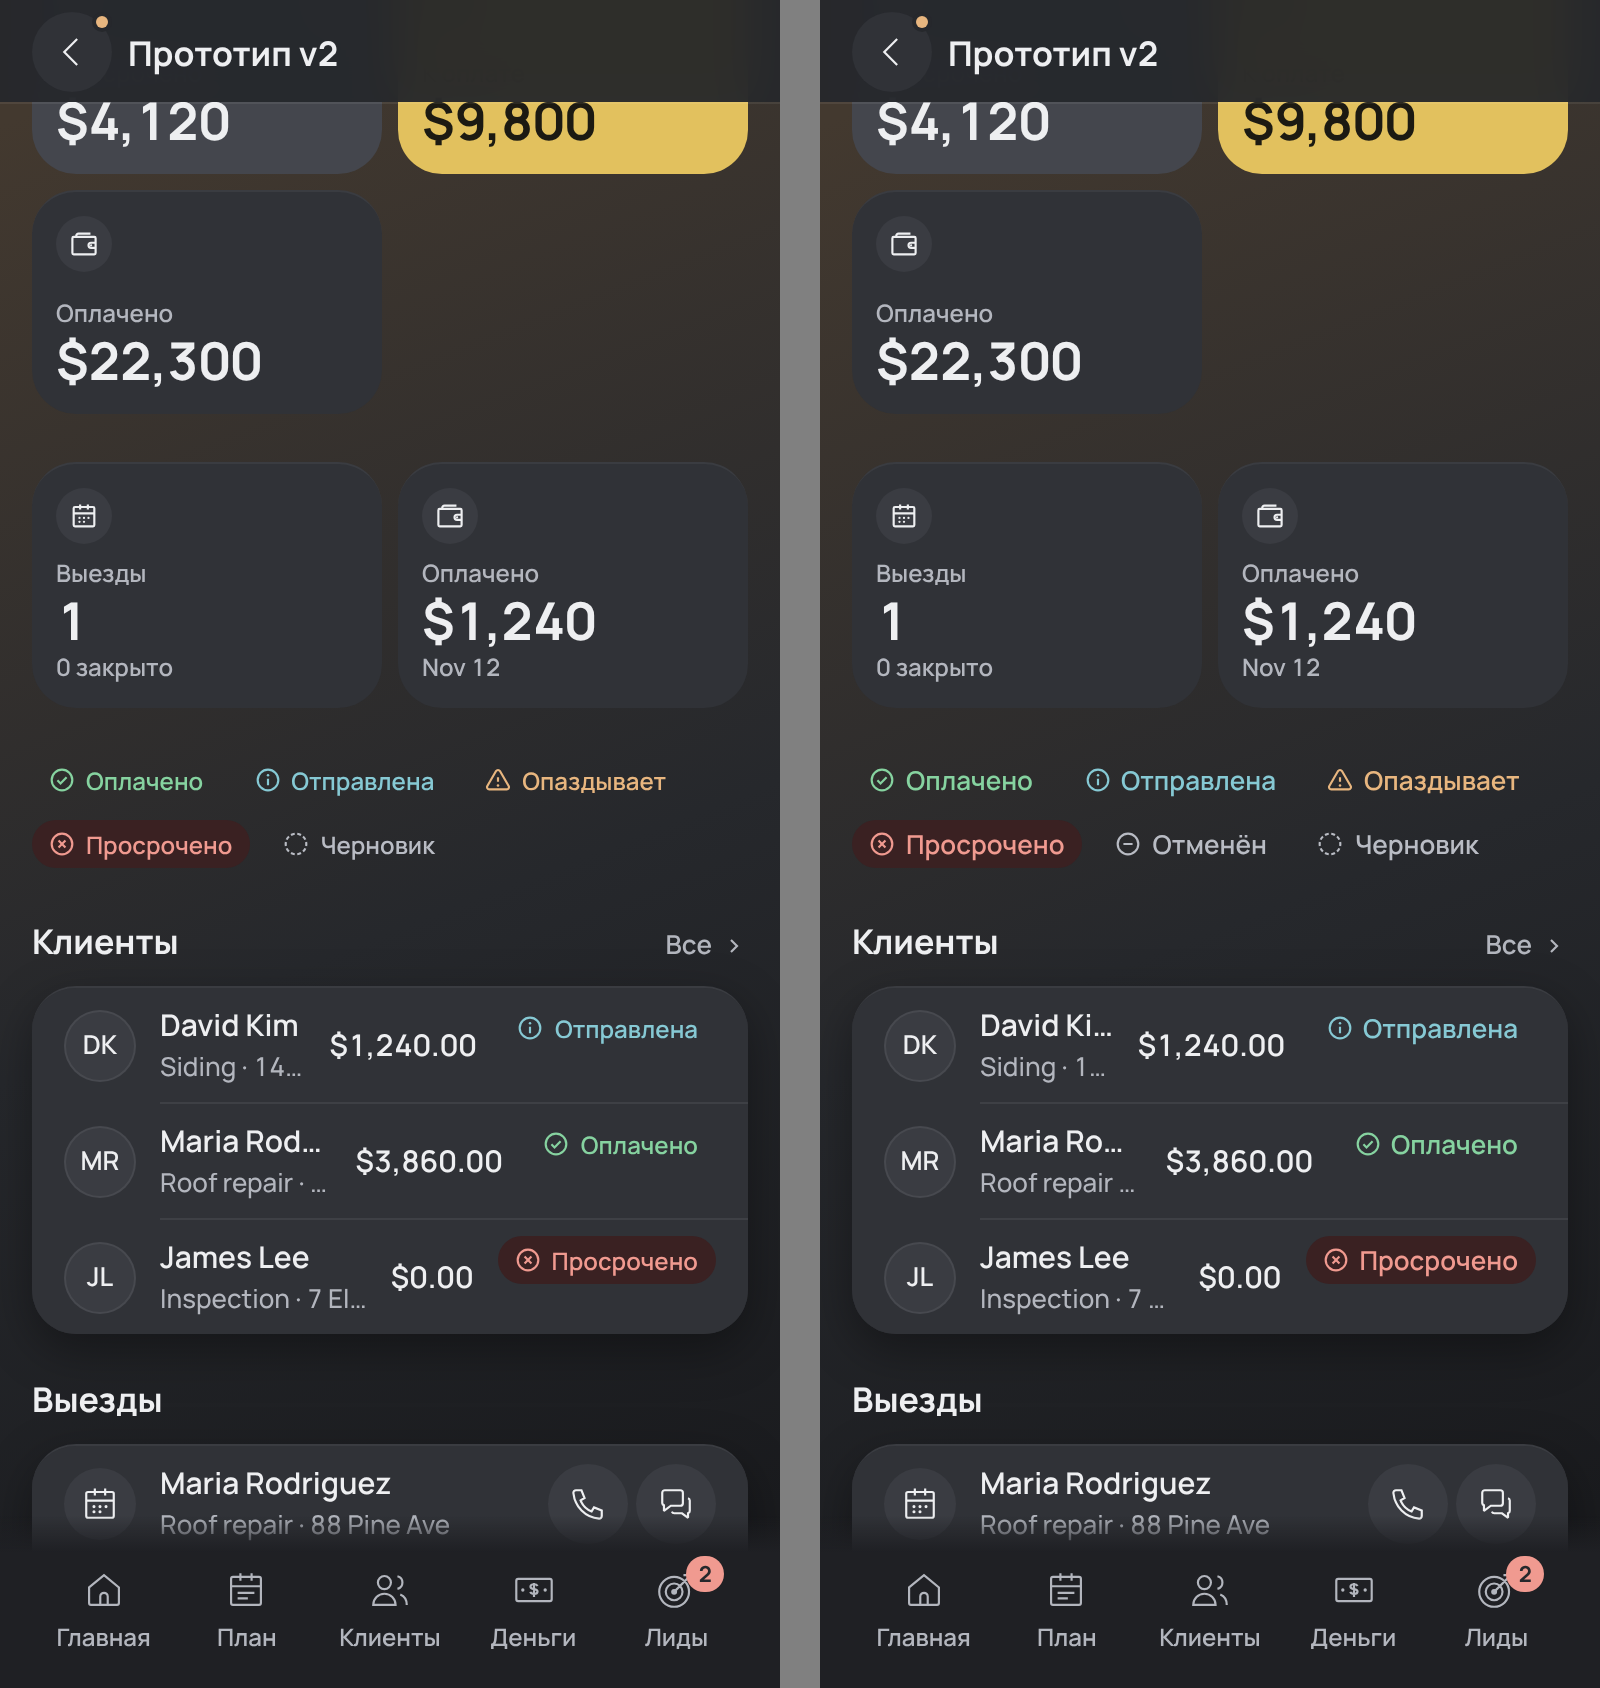 Прототип v2
$4,120 $9,800
Оплачено
$22,300
Выезды Оплачено
1 $1,240
0 закрыто Nov 12
Оплачено Отправлена Опаздывает
Просрочено Черновик
Клиенты Все
DK David Kim $1,240.00 Отправлена
Siding · 14...
MR Maria Rod... $3,860.00 Оплачено
Roof repair · ...
JL James Lee $0.00 Просрочено
Inspection · 7 El...
Выезды
Maria Rodriguez
Roof repair · 88 Pine Ave
2
Главная План Клиенты Деньги Лиды
Прототип v2
$4,120 $9,800
Оплачено
$22,300
Выезды Оплачено
1 $1,240
0 закрыто Nov 12
Оплачено Отправлена Опаздывает
Просрочено Отменён Черновик
Клиенты Все
DK David Ki... $1,240.00 Отправлена
Siding · 1...
MR Maria Ro... $3,860.00 Оплачено
Roof repair ...
JL James Lee $0.00 Просрочено
Inspection · 7 ...
Выезды
Maria Rodriguez
Roof repair · 88 Pine Ave
2
Главная План Клиенты Деньги Лиды